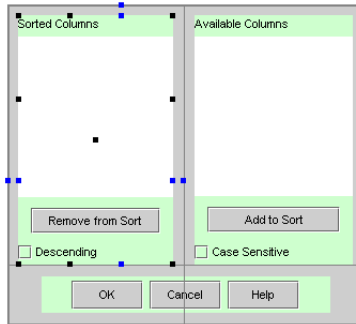 Sorted Columns
Available Columns
Remove from Sort
Add to Sort
Descending
Case Sensitive
OK
Cancel
Help